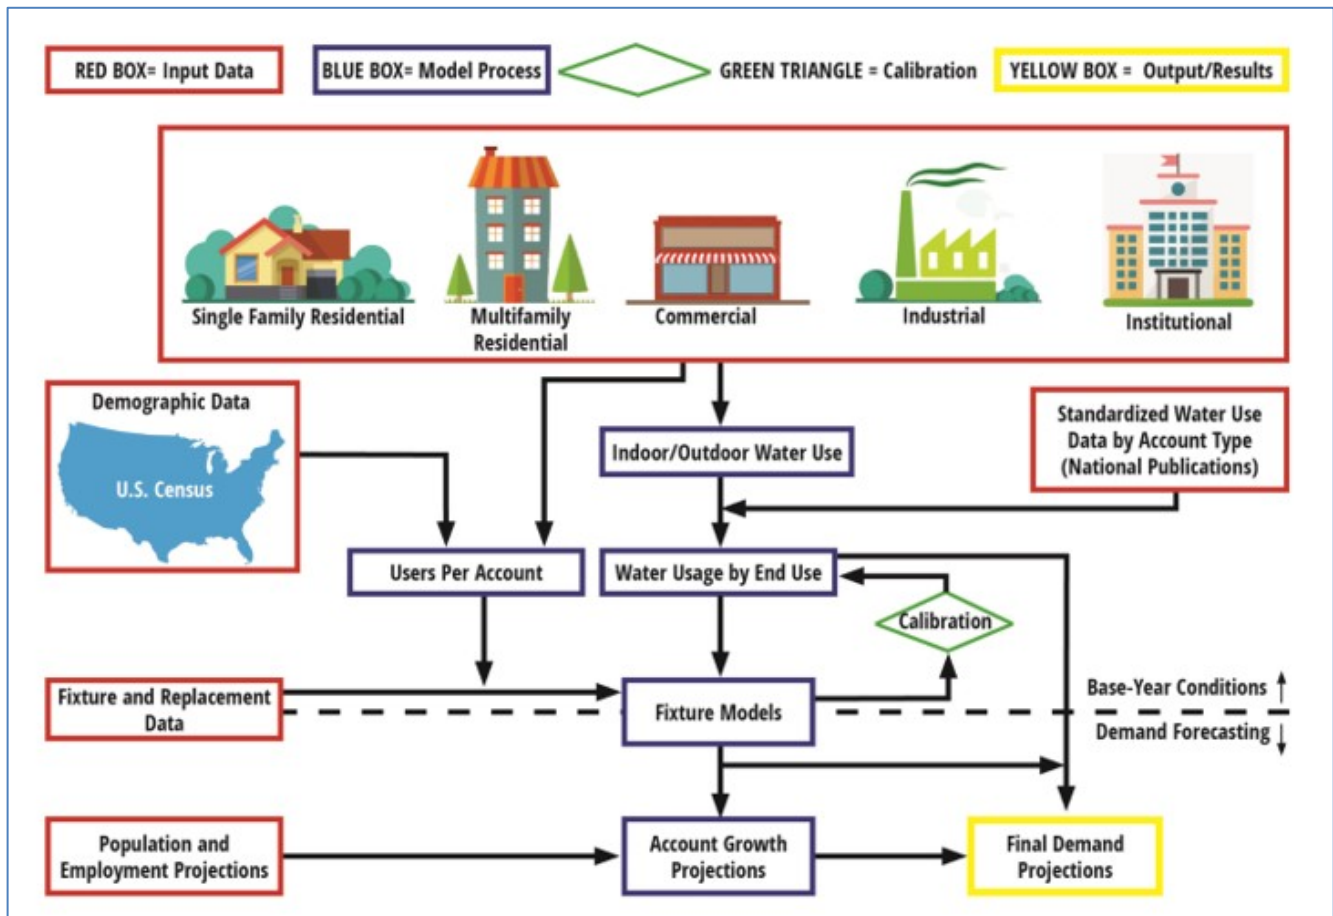 RED BOX= Input Data
BLUE BOX= Model Process
GREEN TRIANGLE = Calibration
YELLOW BOX = Output/Results
Single Family Residential
Multifamily
Residential
Commercial
Industrial
Institutional
Demographic Data
U.S. Census
Indoor/Outdoor Water Use
Standardized Water Use
Data by Account Type
(National Publications)
Users Per Account
Water Usage by End Use
Calibration
Fixture and Replacement
Data
Fixture Models
Base-Year Conditions
Demand Forecasting
Population and
Employment Projections
Account Growth
Projections
Final Demand
Projections